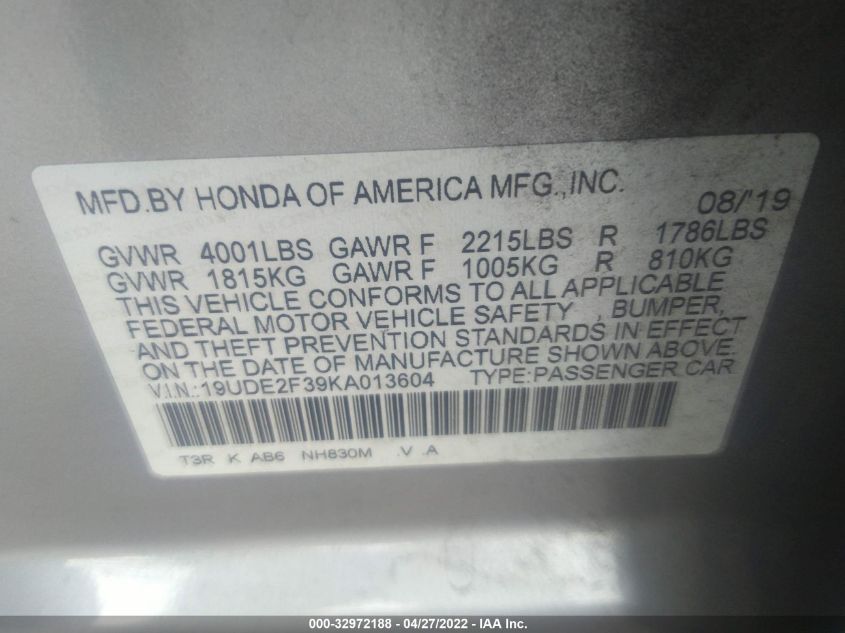 MFD.BY HONDA OF AMERICA MFG.,INC. 08/'19
GVWR 4001LBS GAWR F 2215LBS R 1786LBS
GVWR 1815KG GAWR F 1005KG R 810KG
THIS VEHICLE CONFORMS TO ALL APPLICABLE
FEDERAL MOTOR VEHICLE SAFETY , BUMPER,
AND THEFT PREVENTION STANDARDS IN EFFECT
ON THE DATE OF MANUFACTURE SHOWN ABOVE.
V.I.N.:19UDE2F39KA013604 TYPE:PASSENGER CAR
T3R K AB6 NH830M .V .A
000-32972188 - 04/27/2022 - IAA Inc.